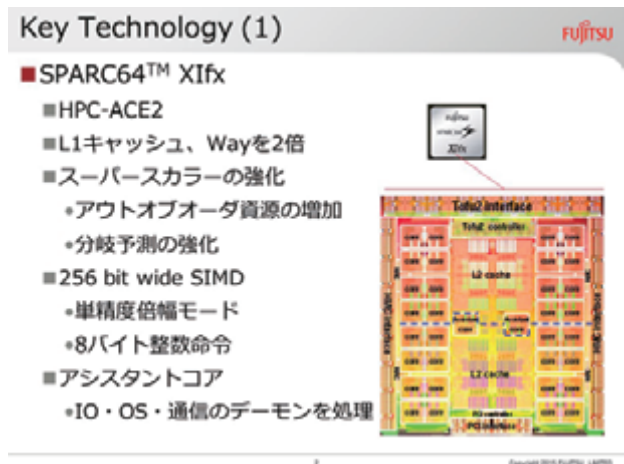 Key Technology (1)
FUJITSU
■SPARC64™ XIfx
■HPC-ACE2
■L1キャッシュ、Wayを2倍
■スーパースカラーの強化
•アウトオブオーダ資源の増加
•分岐予測の強化
■256 bit wide SIMD
•単精度倍幅モード
•8バイト整数命令
■アシスタントコア
•IO・OS・通信のデーモンを処理
XIfx
Tofu2 interface
Tofu2 controller
L2 cache
L2 cache
PCI controller
PCI interface